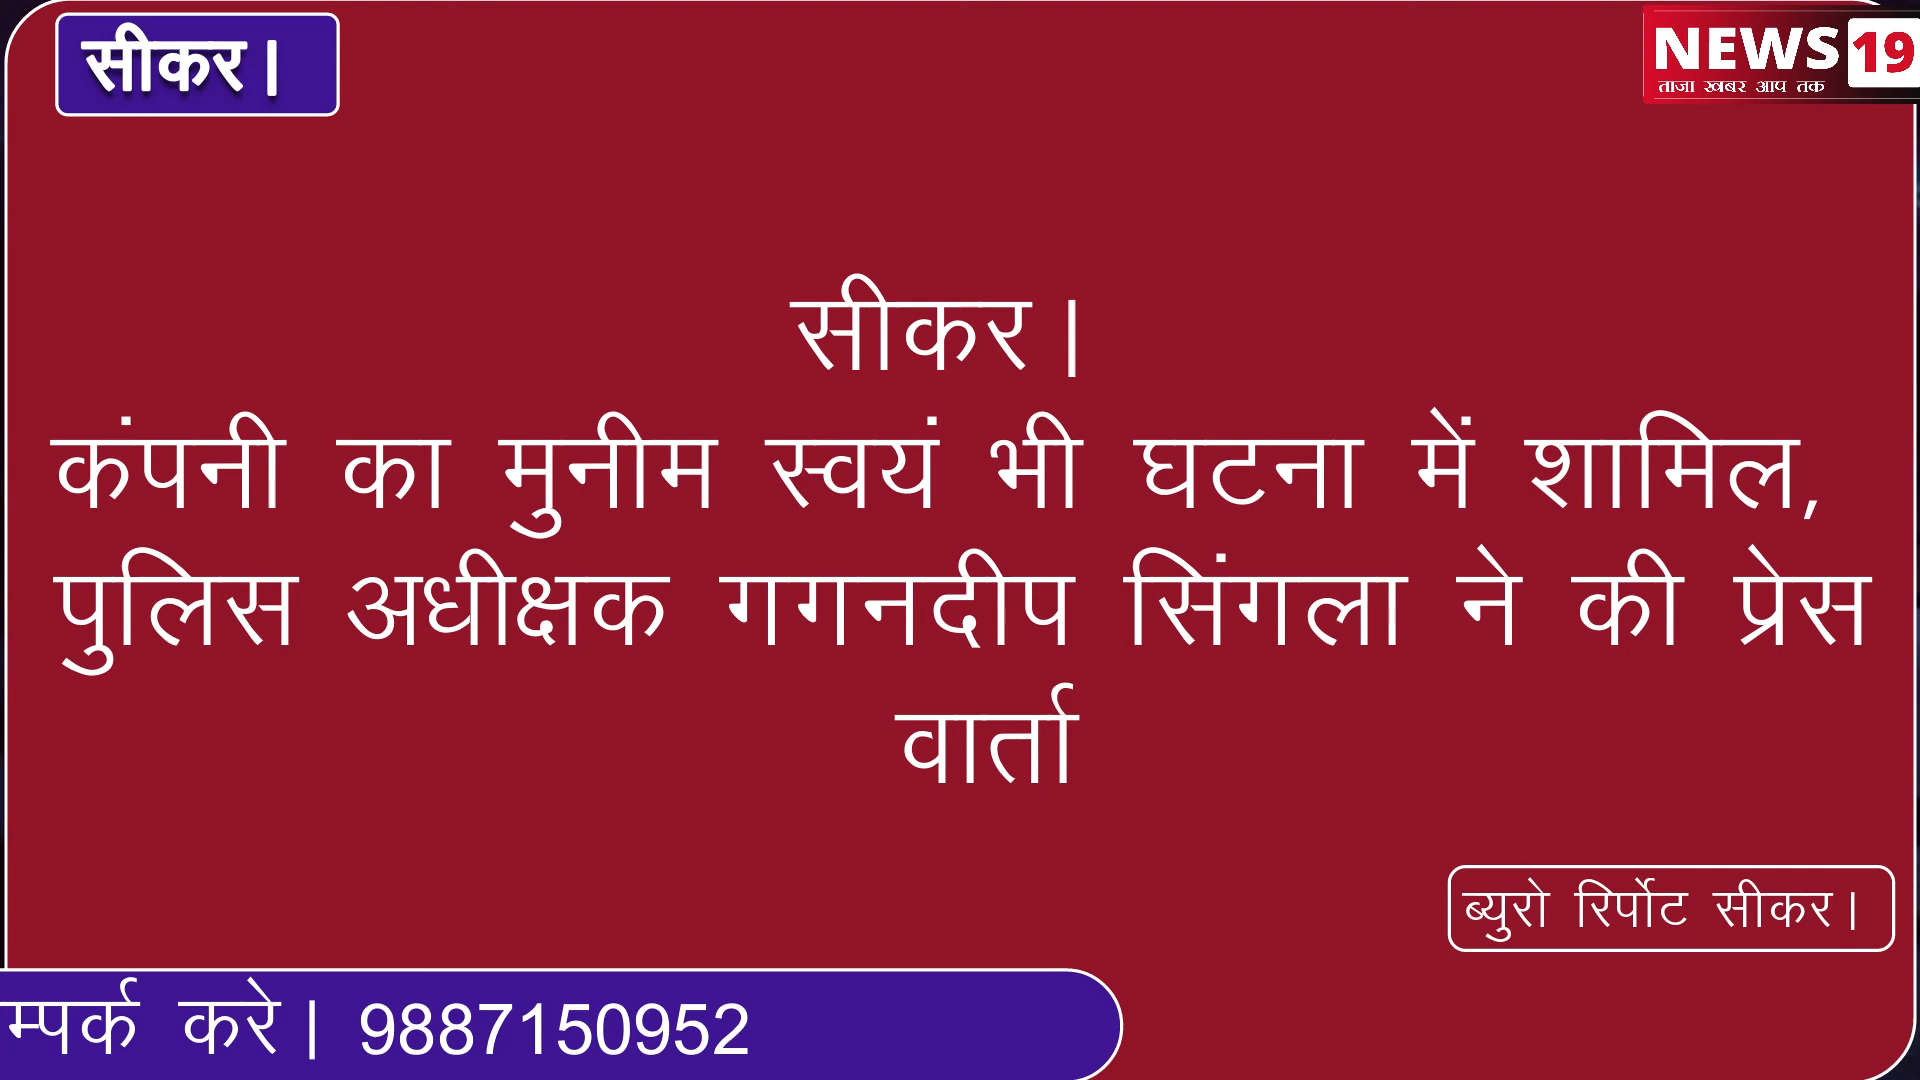 सीकर।
NEWS 19
ताजा खबर आप तक
सीकर।
कंपनी का मुनीम स्वयं भी घटना में शामिल,
पुलिस अधीक्षक गगनदीप सिंगला ने की प्रेस
वार्ता
ब्युरो रिर्पोट सीकर।
म्पर्क करे। 9887150952